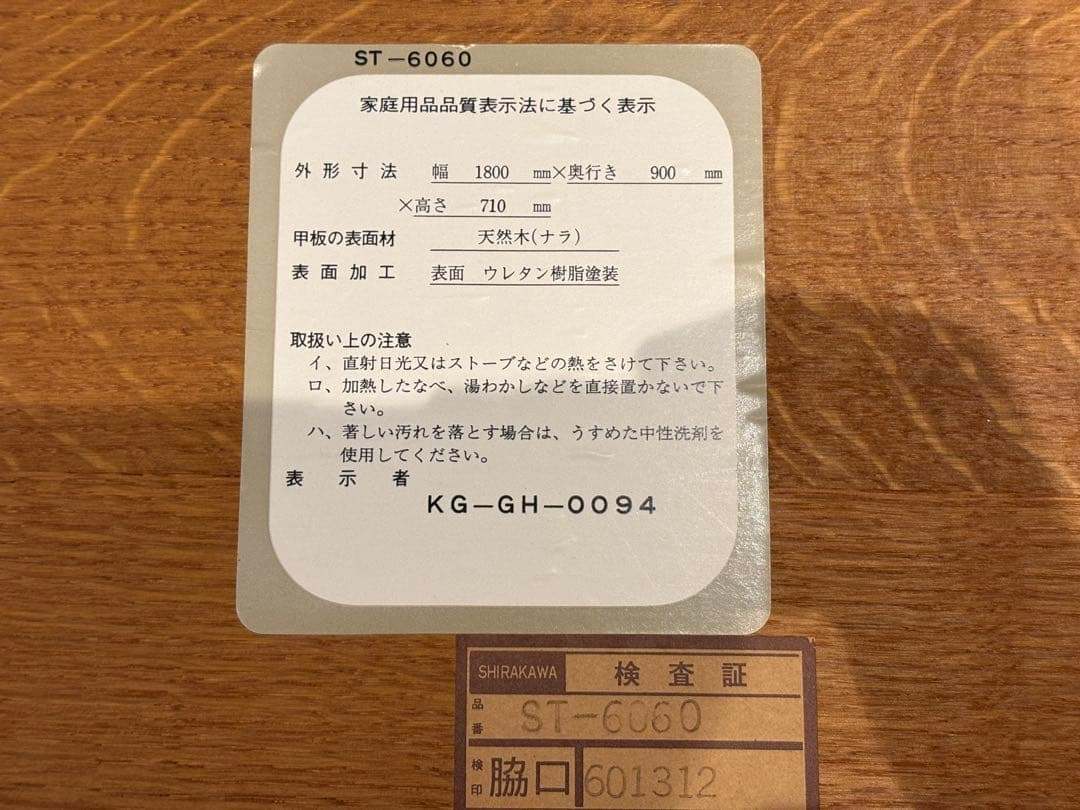 ST-6060
家庭用品品質表示法に基づく表示
外形寸法 幅 1800 mm×奥行き 900 mm
×高さ 710 mm
甲板の表面材 天然木(ナラ)
表面加工 表面 ウレタン樹脂塗装
取扱い上の注意
イ、直射日光又はストーブなどの熱をさけて下さい。
ロ、加熱したなべ、湯わかしなどを直接置かないで下
さい。
ハ、著しい汚れを落とす場合は、うすめた中性洗剤を
使用してください。
表示者
KG-GH-0094
SHIRAKAWA 検査証
品番 ST-6060
検印 脇口 601312